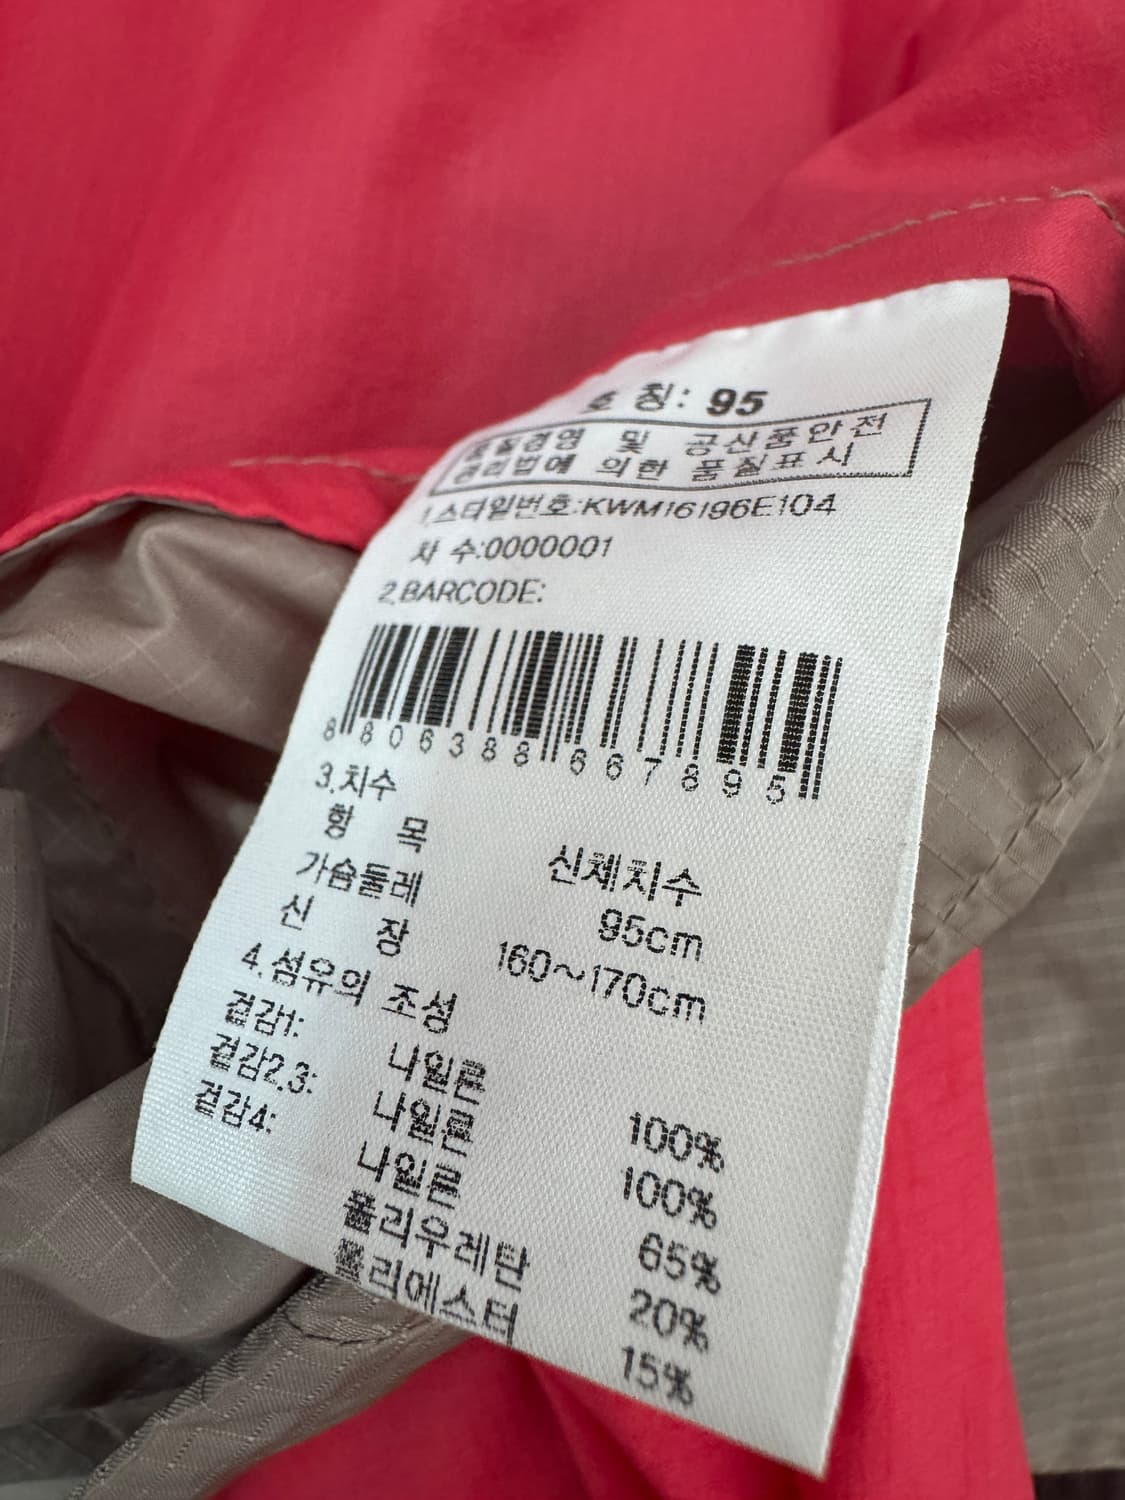 호 칭: 95
품질경영 및 공산품안전
관리법에 의한 품질표시
1.스타일번호:KWM16196E104
차 수:0000001
2.BARCODE:
8 806388 667895
3.치수
항 목 신체치수
가슴둘레 95cm
신 장 160~170cm
4.섬유의 조성
겉감1: 나일론 100%
겉감2.3: 나일론 100%
겉감4: 나일론 65%
폴리우레탄 20%
폴리에스터 15%